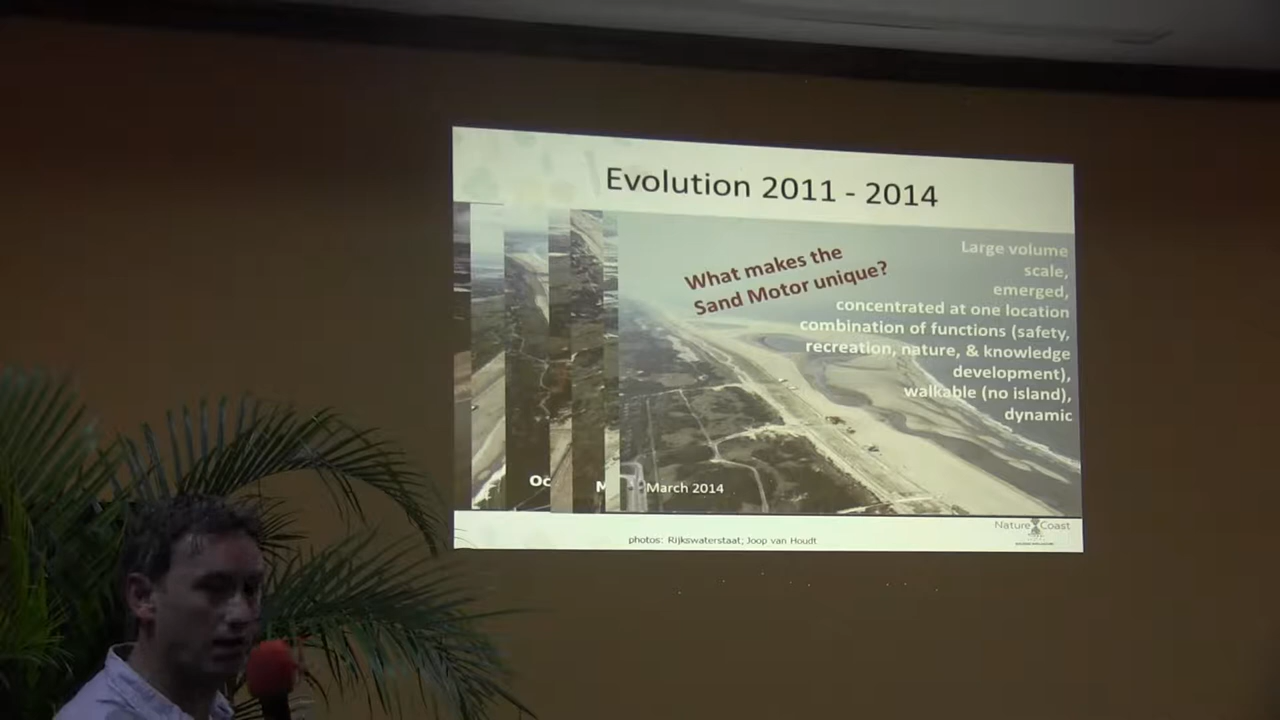 Evolution 2011 - 2014
What makes the
Sand Motor unique?
Large volume
scale,
emerged,
concentrated at one location
combination of functions (safety,
recreation, nature, & knowledge
development),
walkable (no island),
dynamic
Oc
M
March 2014
Nature Coast
photos: Rijkswaterstaat; Joop van Houdt